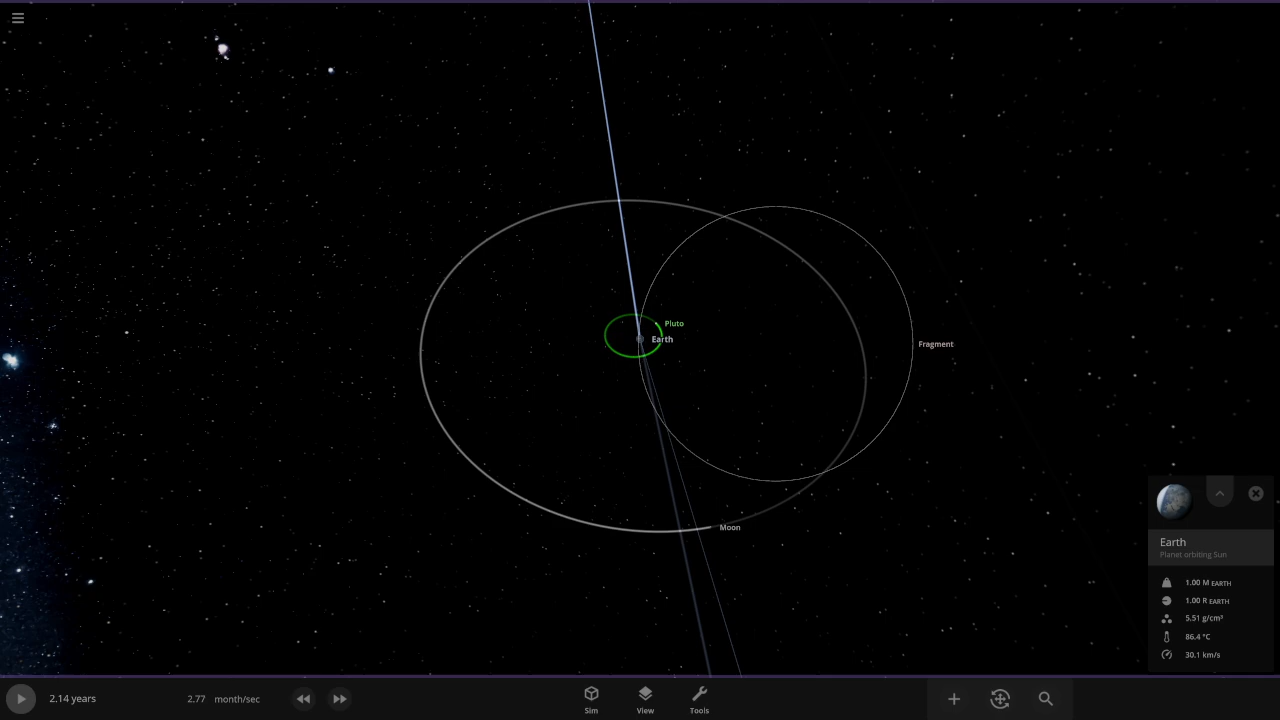 Pluto
Earth
Fragment
Moon
Earth
Planet orbiting Sun
1.00 M EARTH
1.00 R EARTH
5.51 g/cm³
86.4 °C
30.1 km/s
2.14 years
2.77 month/sec
Sim
View
Tools